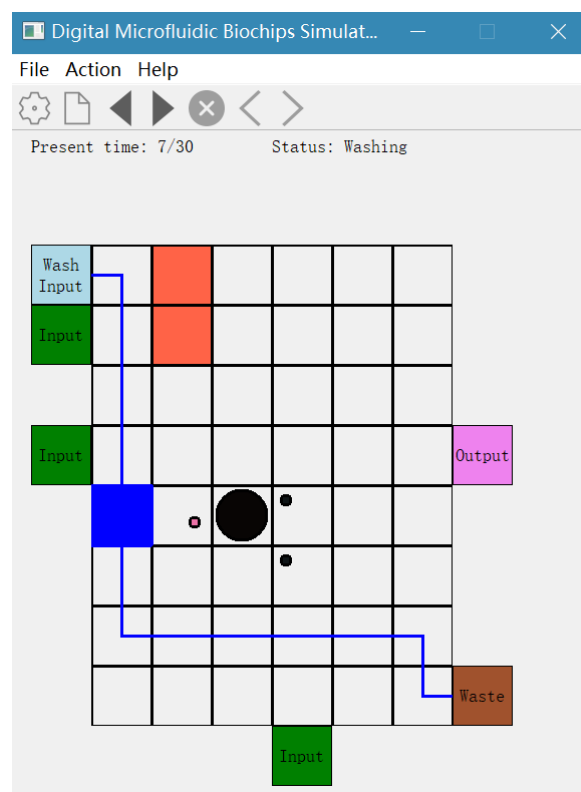 Digital Microfluidic Biochips Simulat...
File Action Help
Present time: 7/30 Status: Washing
Wash
Input
Input
Input
Output
Waste
Input